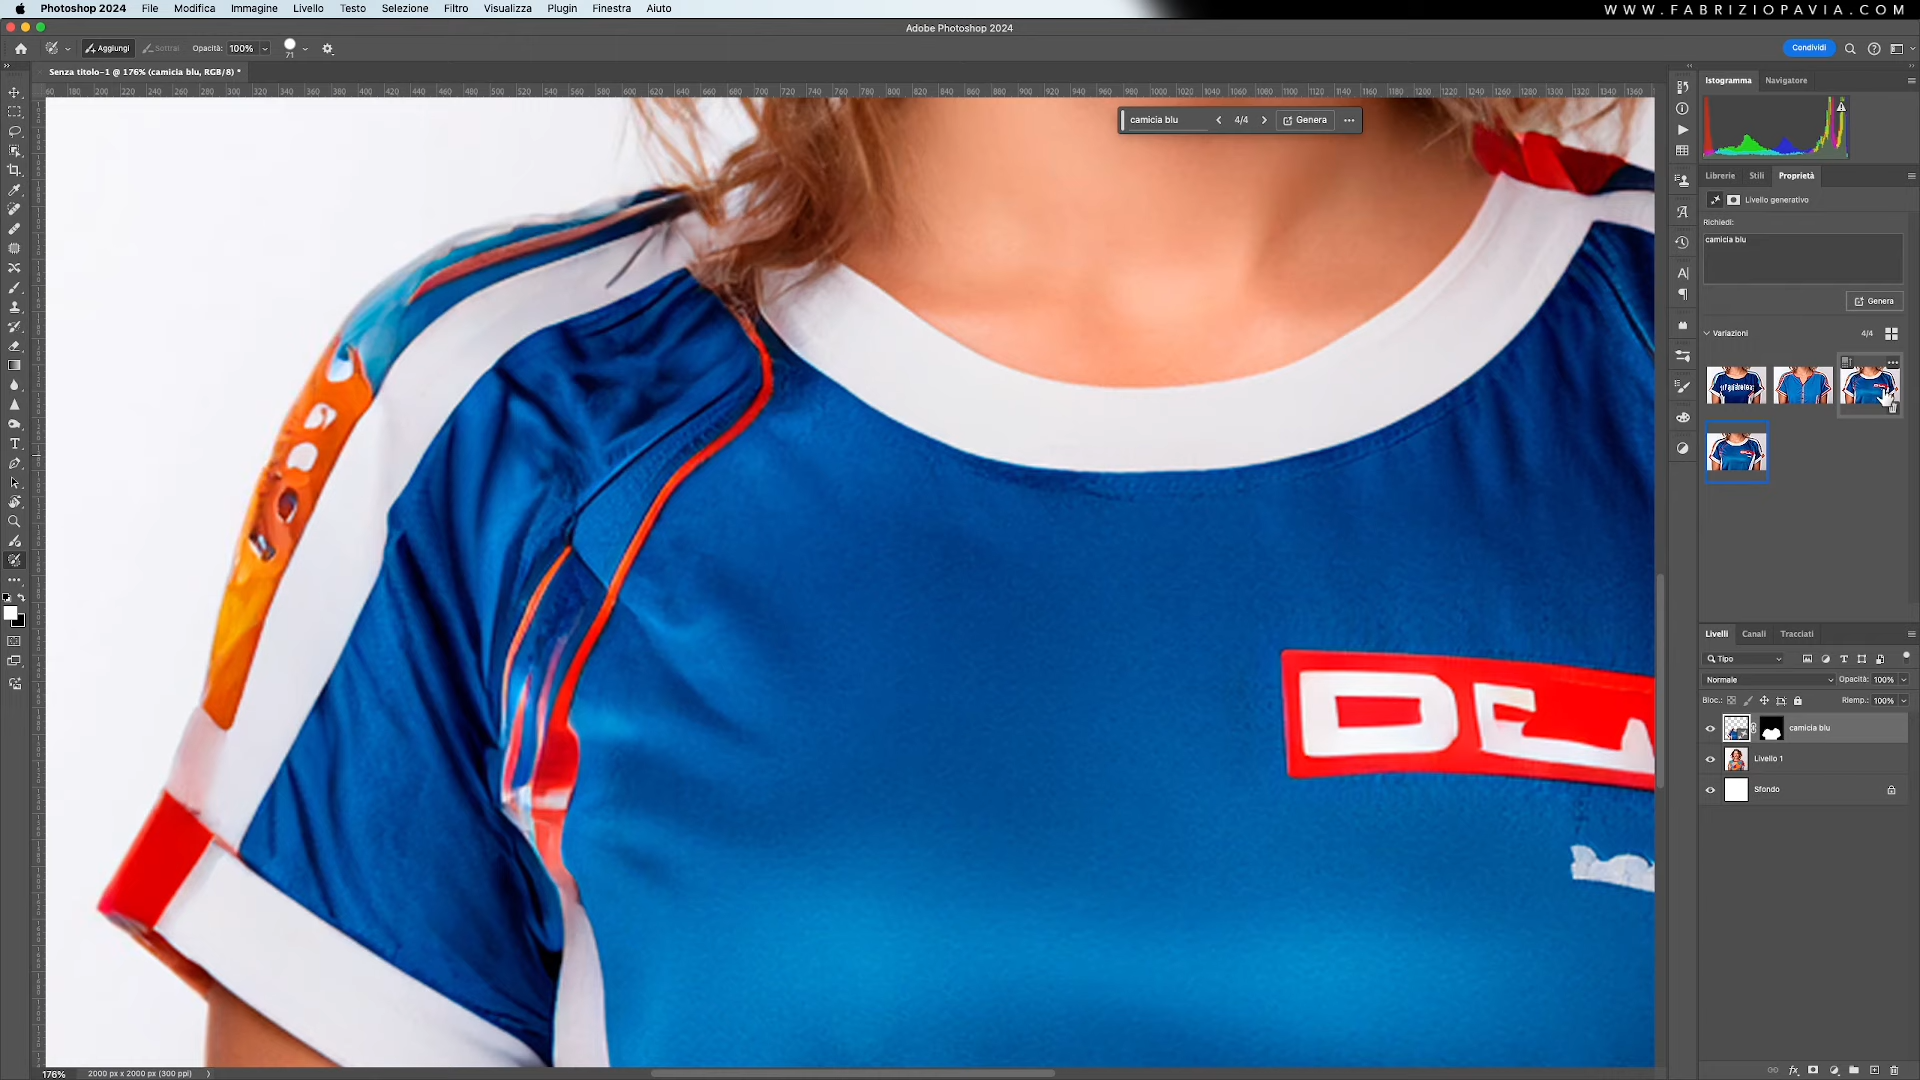 Photoshop 2024 File Modifica Immagine Livello Testo Selezione Filtro Visualizza Plugin Finestra Aiuto
WWW.FABRIZIOPAVIA.COM
Adobe Photoshop 2024
Aggiungi Sottrai Opacità: 100% 71 Condividi
Senza titolo-1 @ 176% (camicia blu, RGB/8) *
Istogramma Navigatore
camicia blu 4/4 Genera
Librerie Stili Proprietà
Livello generativo
Richiedi:
camicia blu
Genera
Variazioni 4/4
Livelli Canali Tracciati
Tipo
Normale Opacità: 100%
Bloc.: Riemp.: 100%
camicia blu
Livello 1
Sfondo
176% 2000 px x 2000 px (300 ppi)